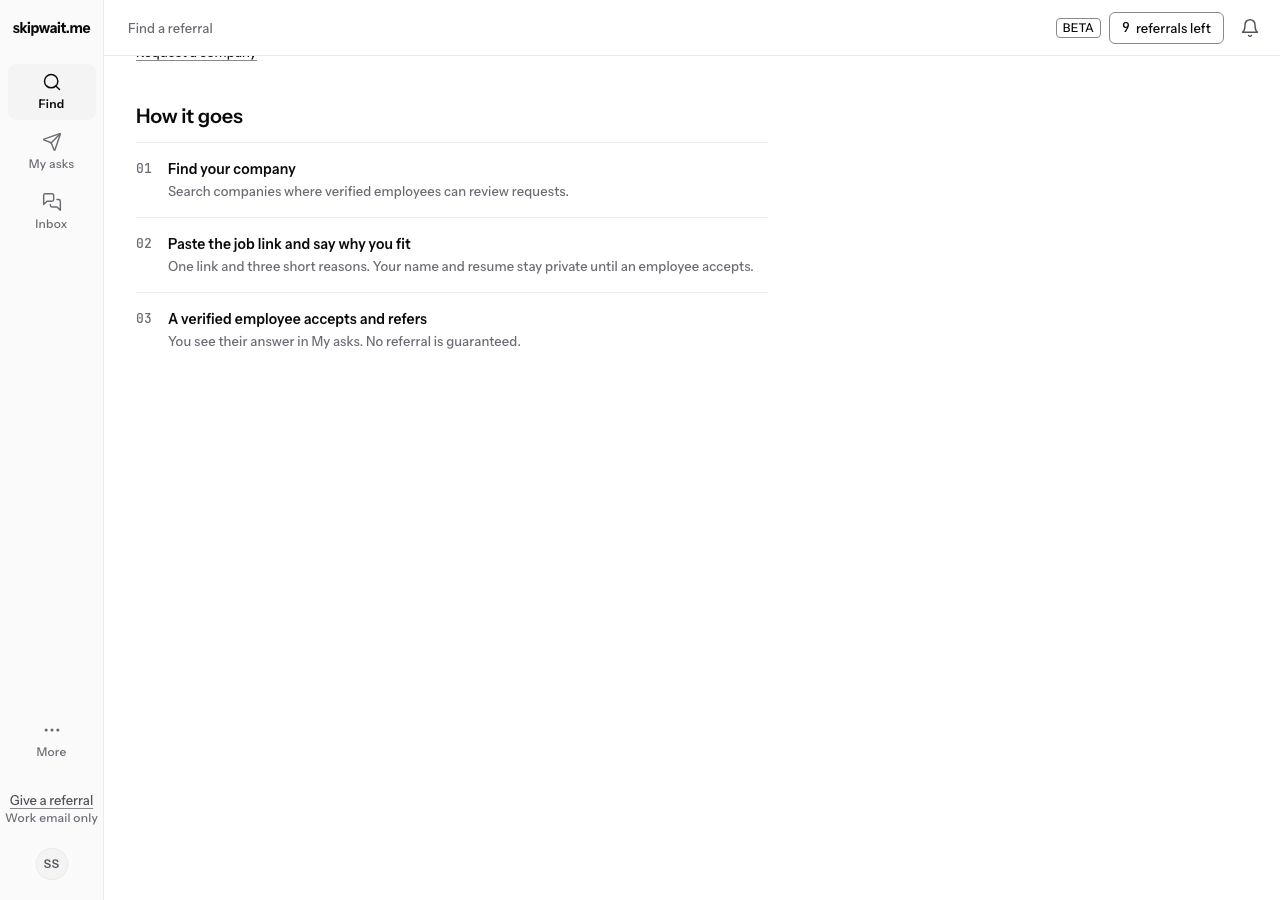 skipwait.me
Find a referral
BETA
9 referrals left
Find
My asks
Inbox
Request a company
How it goes
01 Find your company
Search companies where verified employees can review requests.
02 Paste the job link and say why you fit
One link and three short reasons. Your name and resume stay private until an employee accepts.
03 A verified employee accepts and refers
You see their answer in My asks. No referral is guaranteed.
More
Give a referral
Work email only
SS